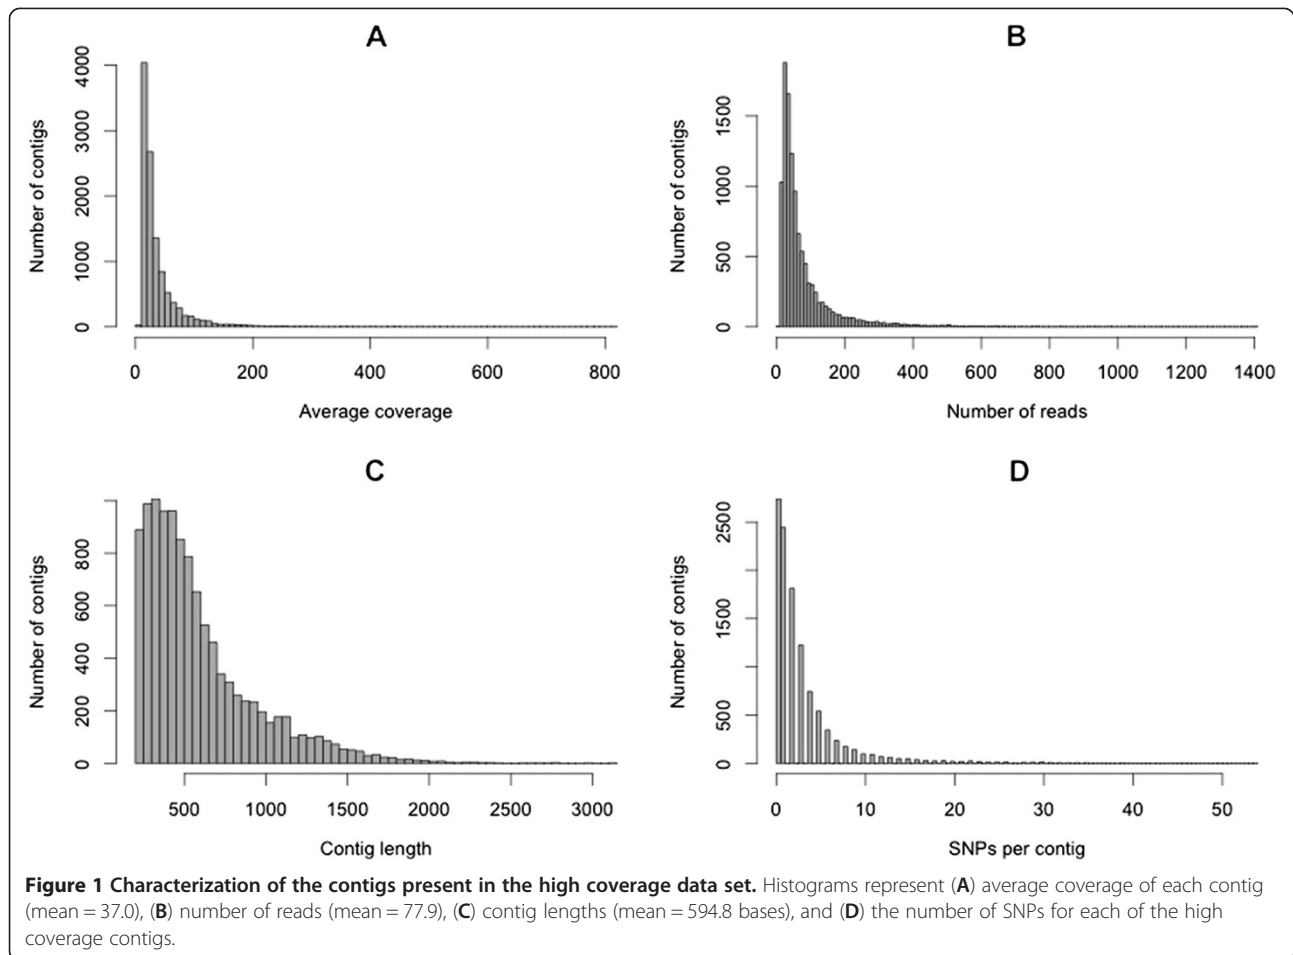 A
Number of contigs
0 1000 2000 3000 4000
0 200 400 600 800
Average coverage
B
Number of contigs
0 500 1000 1500
0 200 400 600 800 1000 1200 1400
Number of reads
C
Number of contigs
0 200 400 600 800
500 1000 1500 2000 2500 3000
Contig length
D
Number of contigs
0 500 1500 2500
0 10 20 30 40 50
SNPs per contig
Figure 1 Characterization of the contigs present in the high coverage data set. Histograms represent (A) average coverage of each contig
(mean = 37.0), (B) number of reads (mean = 77.9), (C) contig lengths (mean = 594.8 bases), and (D) the number of SNPs for each of the high
coverage contigs.